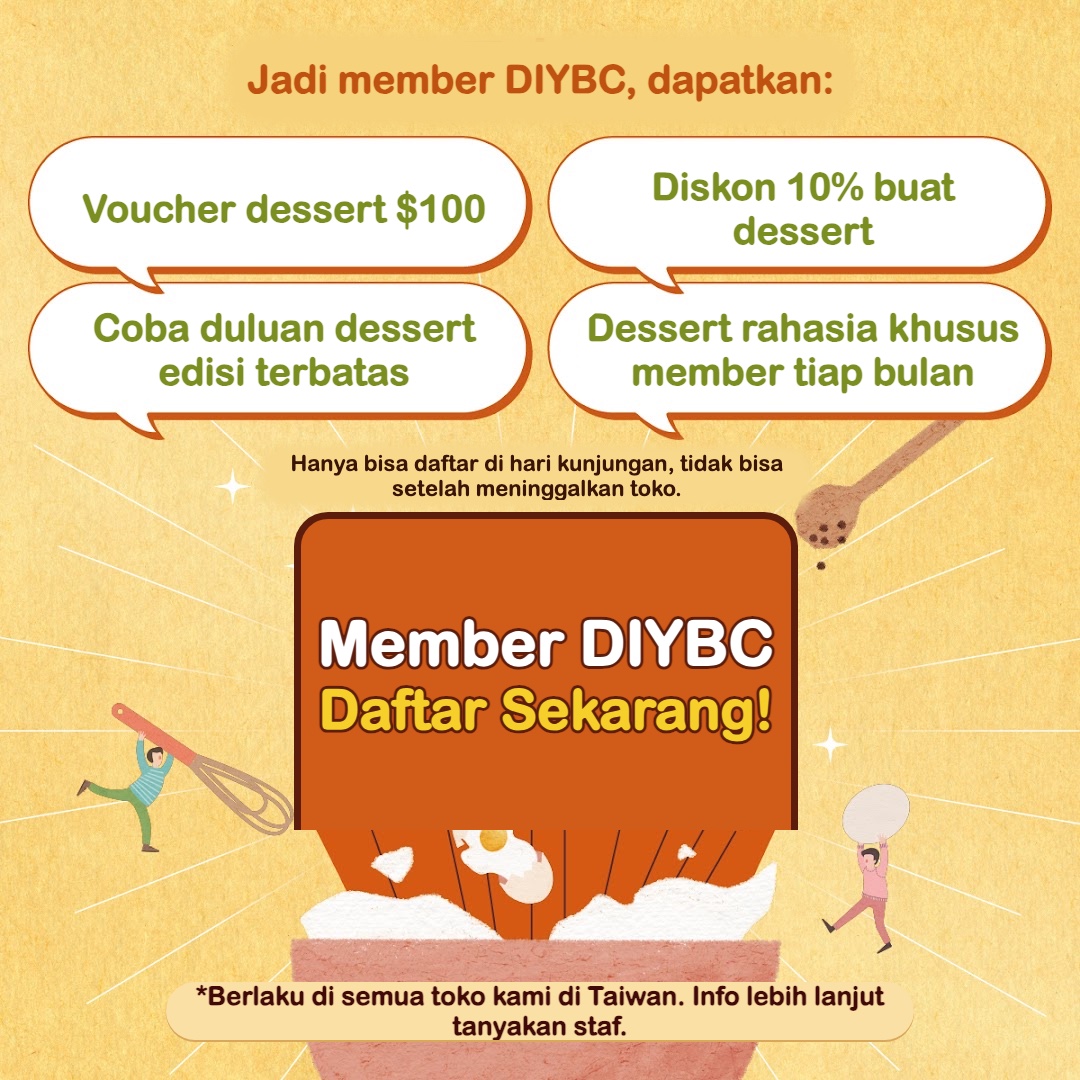 Jadi member DIYBC, dapatkan:
Voucher dessert $100
Diskon 10% buat
dessert
Coba duluan dessert
edisi terbatas
Dessert rahasia khusus
member tiap bulan
Hanya bisa daftar di hari kunjungan, tidak bisa
setelah meninggalkan toko.
Member DIYBC
Daftar Sekarang!
*Berlaku di semua toko kami di Taiwan. Info lebih lanjut
tanyakan staf.